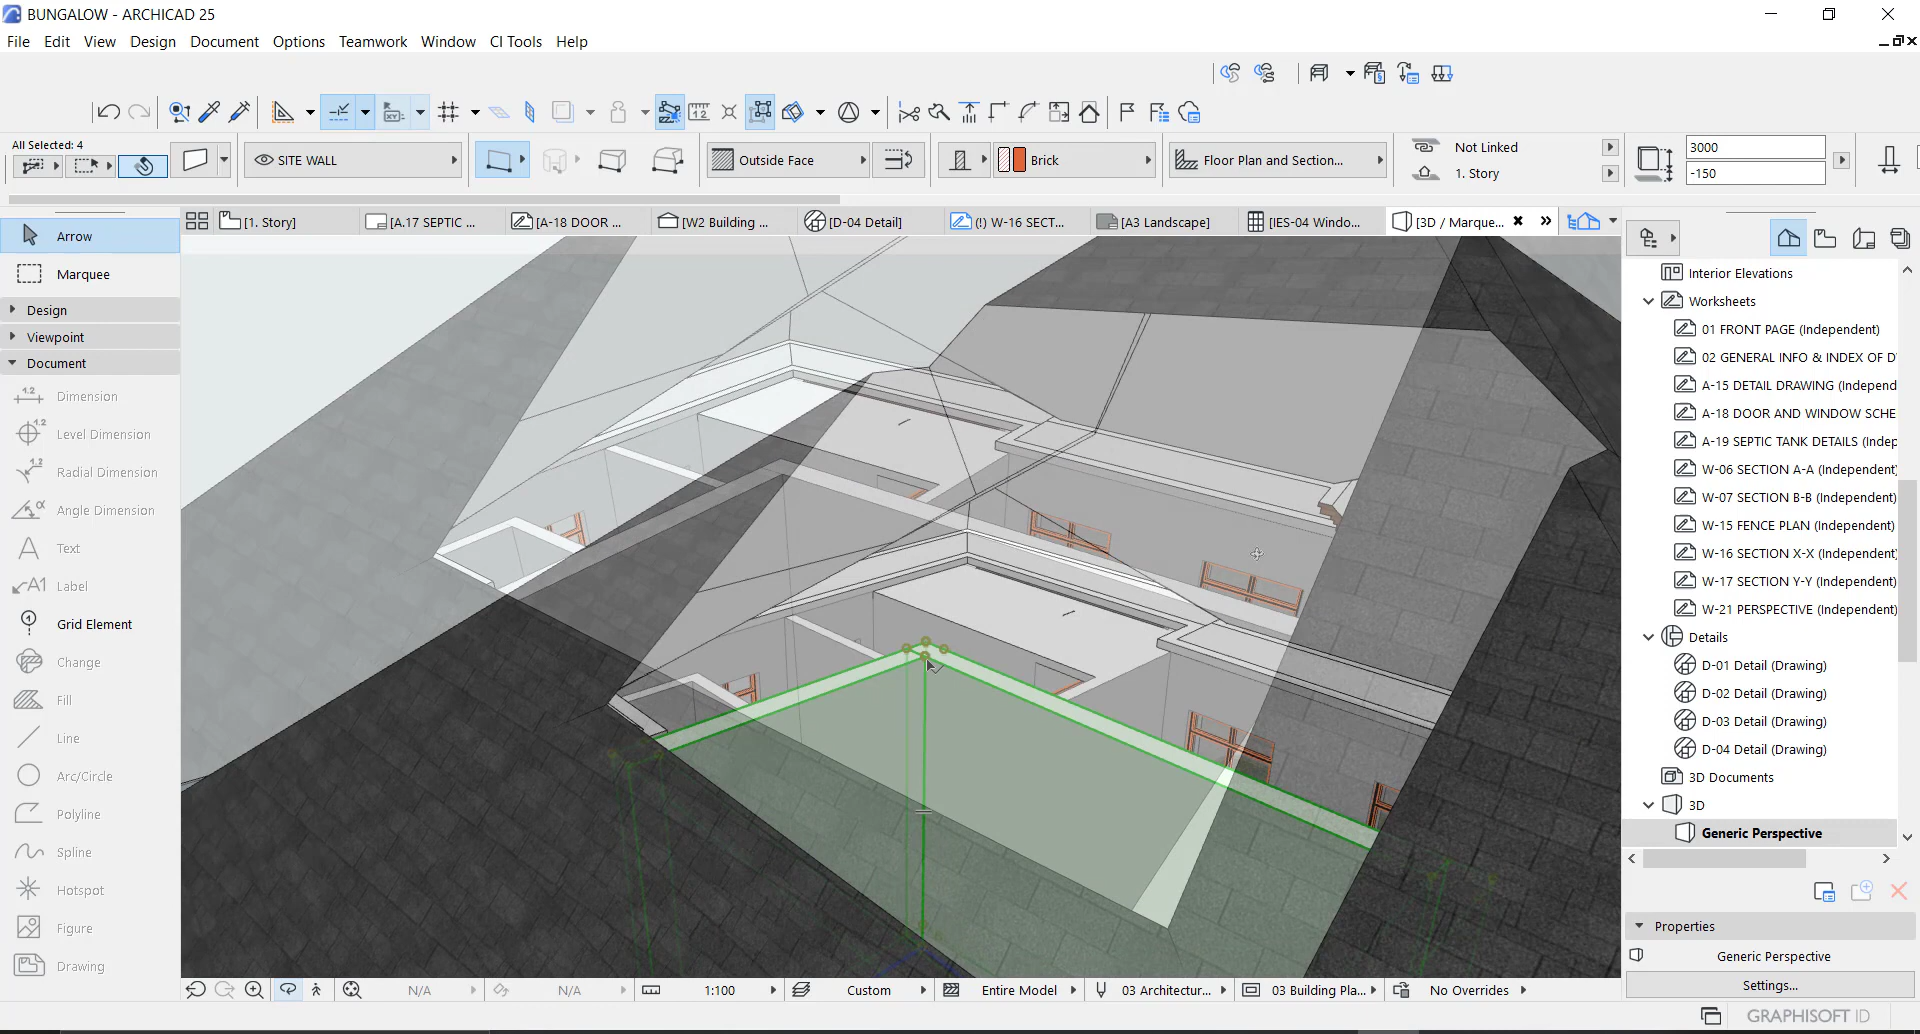 BUNGALOW - ARCHICAD 25
File Edit View Design Document Options Teamwork Window CI Tools Help
All Selected: 4
SITE WALL
Outside Face
Brick
Floor Plan and Section...
Not Linked
1. Story
3000
-150
[1. Story]
[A.17 SEPTIC ...
[A-18 DOOR ...
[W2 Building ...
[D-04 Detail]
(!) W-16 SECT...
[A3 Landscape]
[IES-04 Windo...
[3D / Marque...
Arrow
Marquee
Design
Viewpoint
Document
1.2 Dimension
1.2 Level Dimension
1.2 Radial Dimension
α Angle Dimension
A Text
A1 Label
1 Grid Element
Change
Fill
Line
Arc/Circle
Polyline
Spline
Hotspot
Figure
Drawing
Interior Elevations
Worksheets
01 FRONT PAGE (Independent)
02 GENERAL INFO & INDEX OF D
A-15 DETAIL DRAWING (Independ
A-18 DOOR AND WINDOW SCHE
A-19 SEPTIC TANK DETAILS (Indep
W-06 SECTION A-A (Independent)
W-07 SECTION B-B (Independent)
W-15 FENCE PLAN (Independent)
W-16 SECTION X-X (Independent)
W-17 SECTION Y-Y (Independent)
W-21 PERSPECTIVE (Independent)
Details
D-01 Detail (Drawing)
D-02 Detail (Drawing)
D-03 Detail (Drawing)
D-04 Detail (Drawing)
3D Documents
3D
Generic Perspective
Properties
Generic Perspective
Settings...
N/A
N/A
1:100
Custom
Entire Model
03 Architectur...
03 Building Pla...
No Overrides
GRAPHISOFT ID